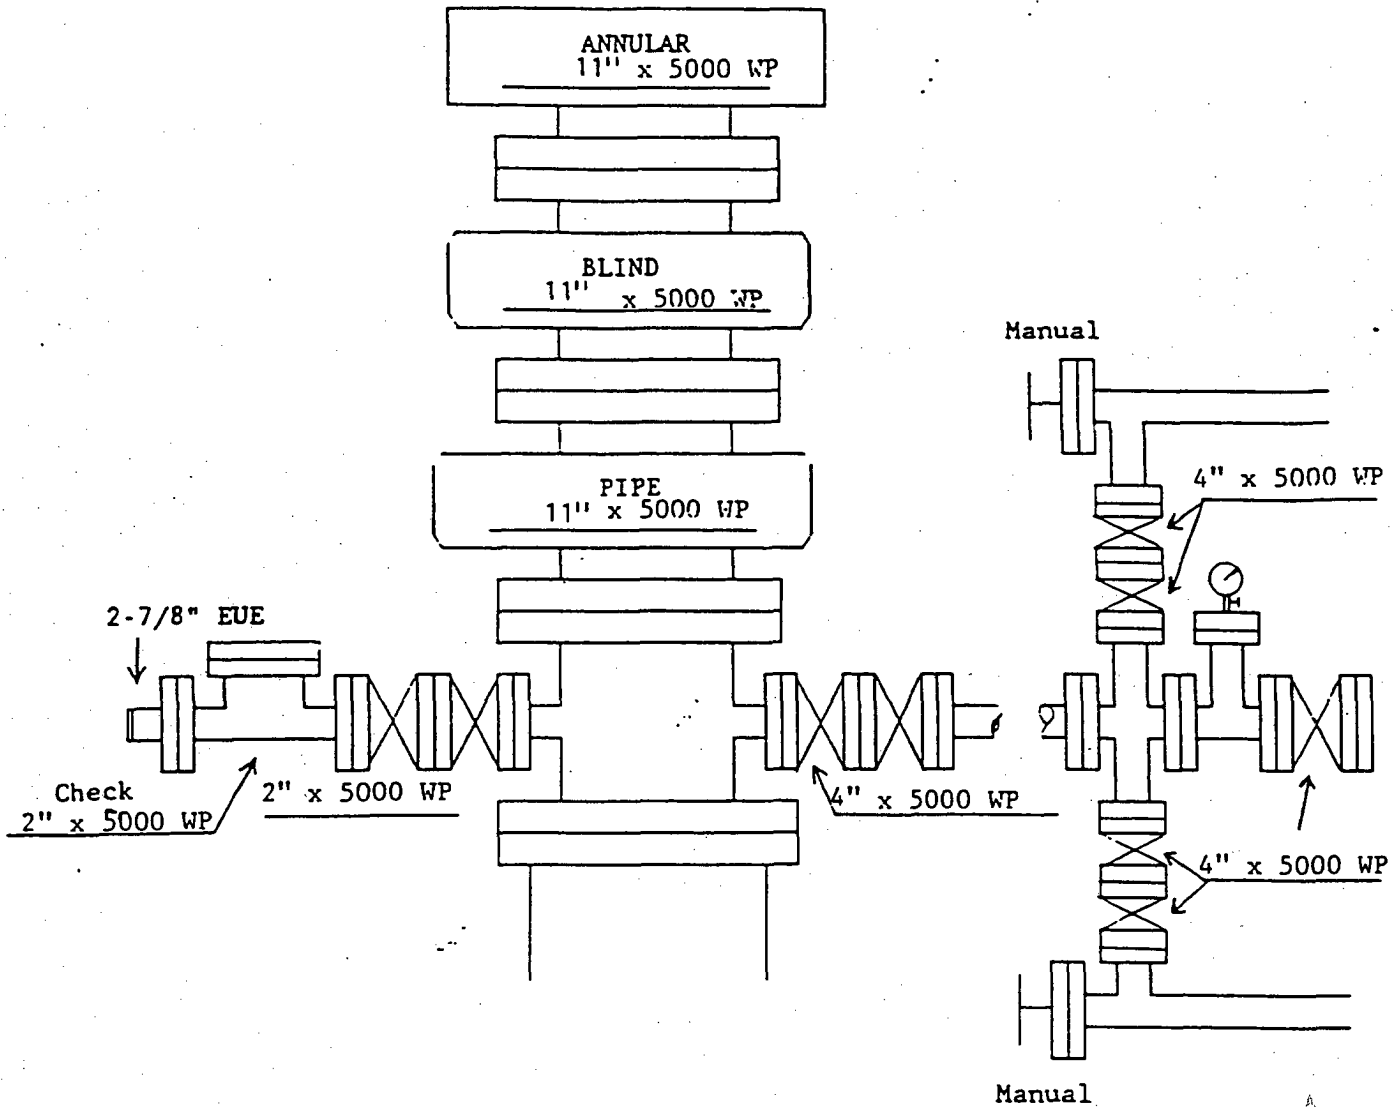 ANNULAR
11" x 5000 WP
BLIND
11" x 5000 WP
Manual
PIPE
11" x 5000 WP
4" x 5000 WP
2-7/8" EUE
Check
2" x 5000 WP
2" x 5000 WP
4" x 5000 WP
4" x 5000 WP
Manual